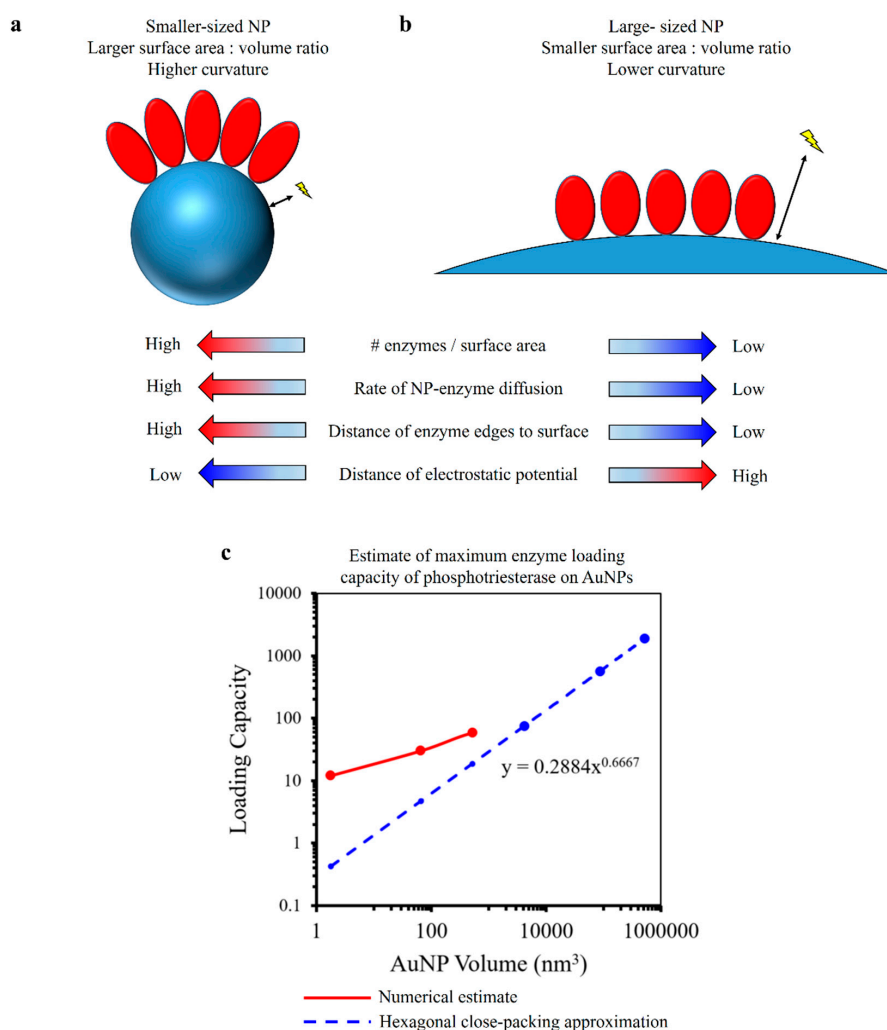 a
Smaller-sized NP
Larger surface area : volume ratio
Higher curvature
b
Large- sized NP
Smaller surface area : volume ratio
Lower curvature
High # enzymes / surface area Low
High Rate of NP-enzyme diffusion Low
High Distance of enzyme edges to surface Low
Low Distance of electrostatic potential High
c
Estimate of maximum enzyme loading
capacity of phosphotriesterase on AuNPs
Loading Capacity
10000
1000
100
10
1
0.1
y = 0.2884x^0.6667
1 100 10000 1000000
AuNP Volume (nm³)
Numerical estimate
Hexagonal close-packing approximation